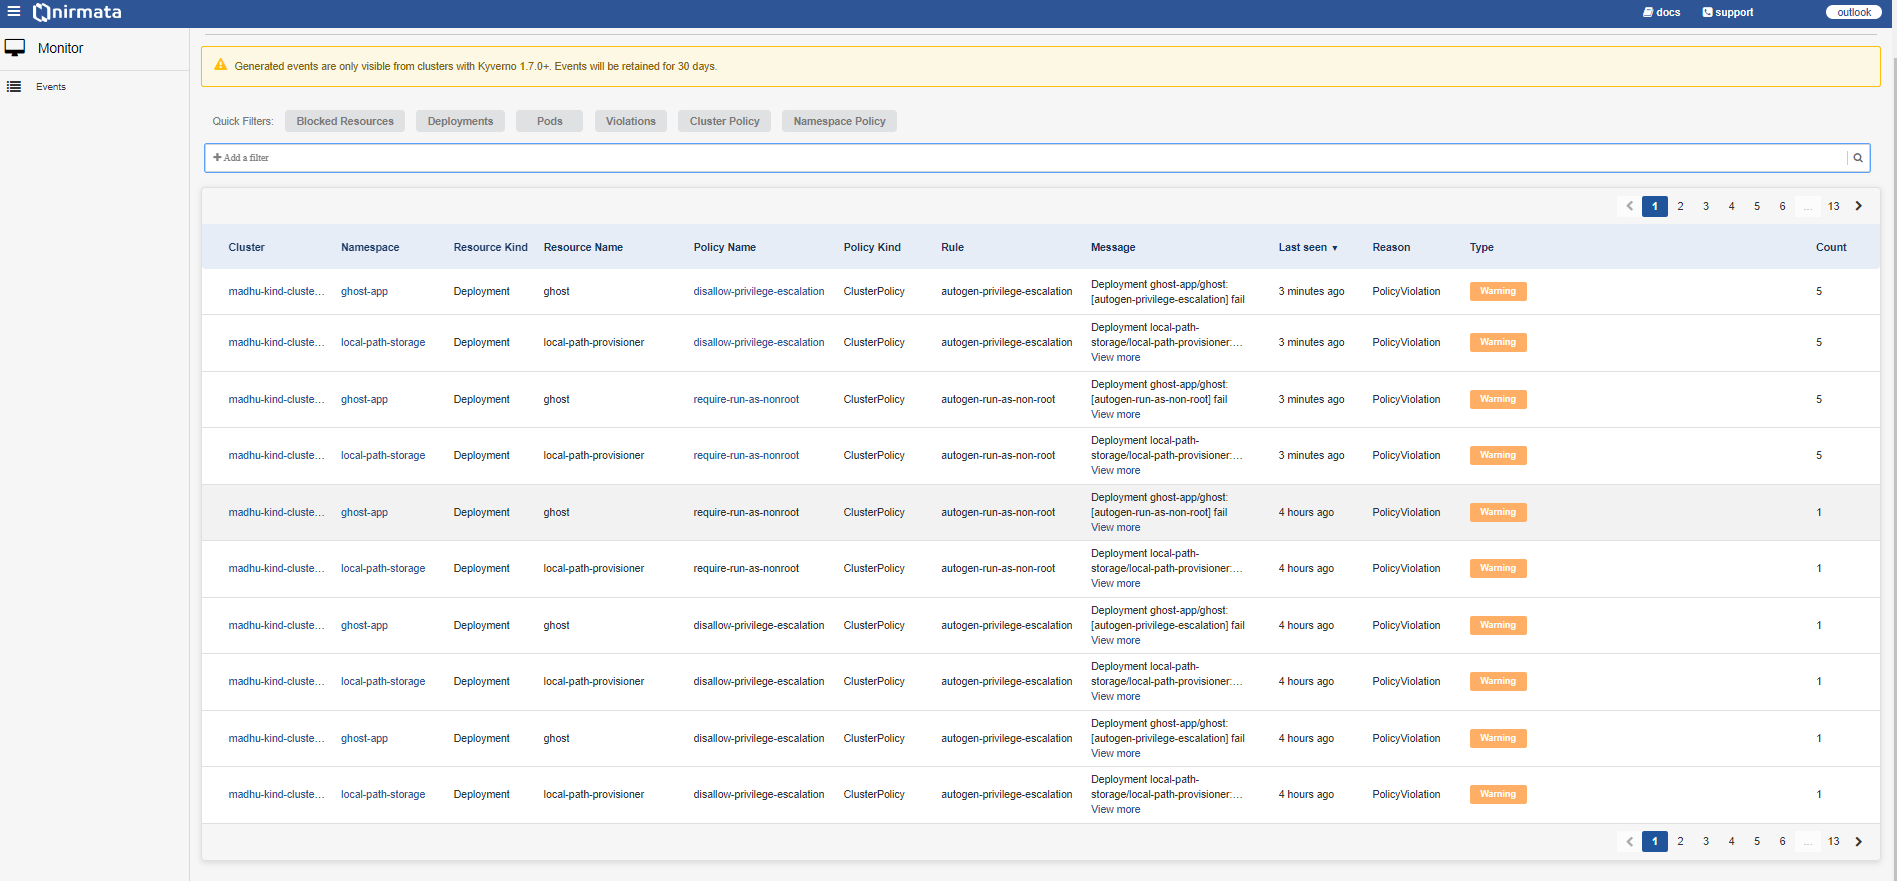 nirmata
docs
support
outlook
Monitor
Events
Generated events are only visible from clusters with Kyverno 1.7.0+. Events will be retained for 30 days.
Quick Filters: Blocked Resources Deployments Pods Violations Cluster Policy Namespace Policy
+ Add a filter
1 2 3 4 5 6 ... 13
Cluster Namespace Resource Kind Resource Name Policy Name Policy Kind Rule Message Last seen Reason Type Count
madhu-kind-cluste... ghost-app Deployment ghost disallow-privilege-escalation ClusterPolicy autogen-privilege-escalation Deployment ghost-app/ghost: 3 minutes ago PolicyViolation Warning 5
[autogen-privilege-escalation] fail
madhu-kind-cluste... local-path-storage Deployment local-path-provisioner disallow-privilege-escalation ClusterPolicy autogen-privilege-escalation Deployment local-path- 3 minutes ago PolicyViolation Warning 5
storage/local-path-provisioner:...
View more
madhu-kind-cluste... ghost-app Deployment ghost require-run-as-nonroot ClusterPolicy autogen-run-as-non-root Deployment ghost-app/ghost: 3 minutes ago PolicyViolation Warning 5
[autogen-run-as-non-root] fail
View more
madhu-kind-cluste... local-path-storage Deployment local-path-provisioner require-run-as-nonroot ClusterPolicy autogen-run-as-non-root Deployment local-path- 3 minutes ago PolicyViolation Warning 5
storage/local-path-provisioner:...
View more
madhu-kind-cluste... ghost-app Deployment ghost require-run-as-nonroot ClusterPolicy autogen-run-as-non-root Deployment ghost-app/ghost: 4 hours ago PolicyViolation Warning 1
[autogen-run-as-non-root] fail
View more
madhu-kind-cluste... local-path-storage Deployment local-path-provisioner require-run-as-nonroot ClusterPolicy autogen-run-as-non-root Deployment local-path- 4 hours ago PolicyViolation Warning 1
storage/local-path-provisioner:...
View more
madhu-kind-cluste... ghost-app Deployment ghost disallow-privilege-escalation ClusterPolicy autogen-privilege-escalation Deployment ghost-app/ghost: 4 hours ago PolicyViolation Warning 1
[autogen-privilege-escalation] fail
View more
madhu-kind-cluste... local-path-storage Deployment local-path-provisioner disallow-privilege-escalation ClusterPolicy autogen-privilege-escalation Deployment local-path- 4 hours ago PolicyViolation Warning 1
storage/local-path-provisioner:...
View more
madhu-kind-cluste... ghost-app Deployment ghost disallow-privilege-escalation ClusterPolicy autogen-privilege-escalation Deployment ghost-app/ghost: 4 hours ago PolicyViolation Warning 1
[autogen-privilege-escalation] fail
View more
madhu-kind-cluste... local-path-storage Deployment local-path-provisioner disallow-privilege-escalation ClusterPolicy autogen-privilege-escalation Deployment local-path- 4 hours ago PolicyViolation Warning 1
storage/local-path-provisioner:...
View more
1 2 3 4 5 6 ... 13